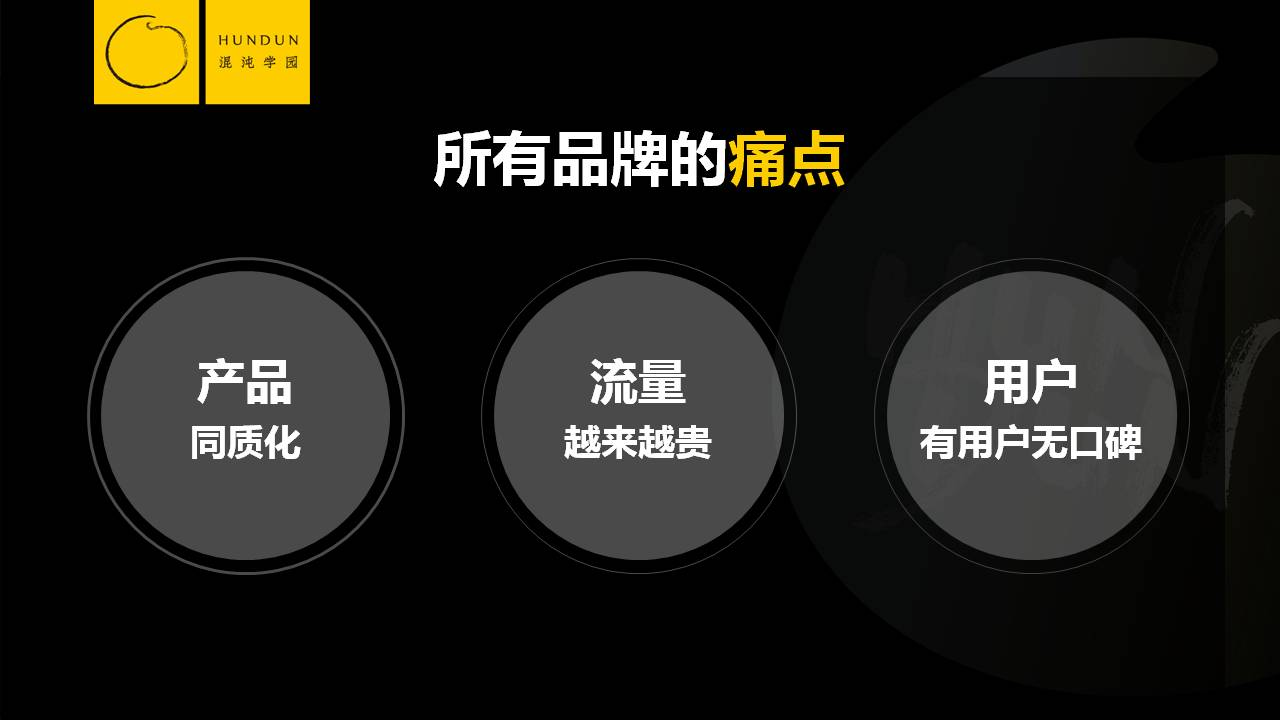 HUNDUN
混沌学园
所有品牌的痛点
产品
同质化
流量
越来越贵
用户
有用户无口碑